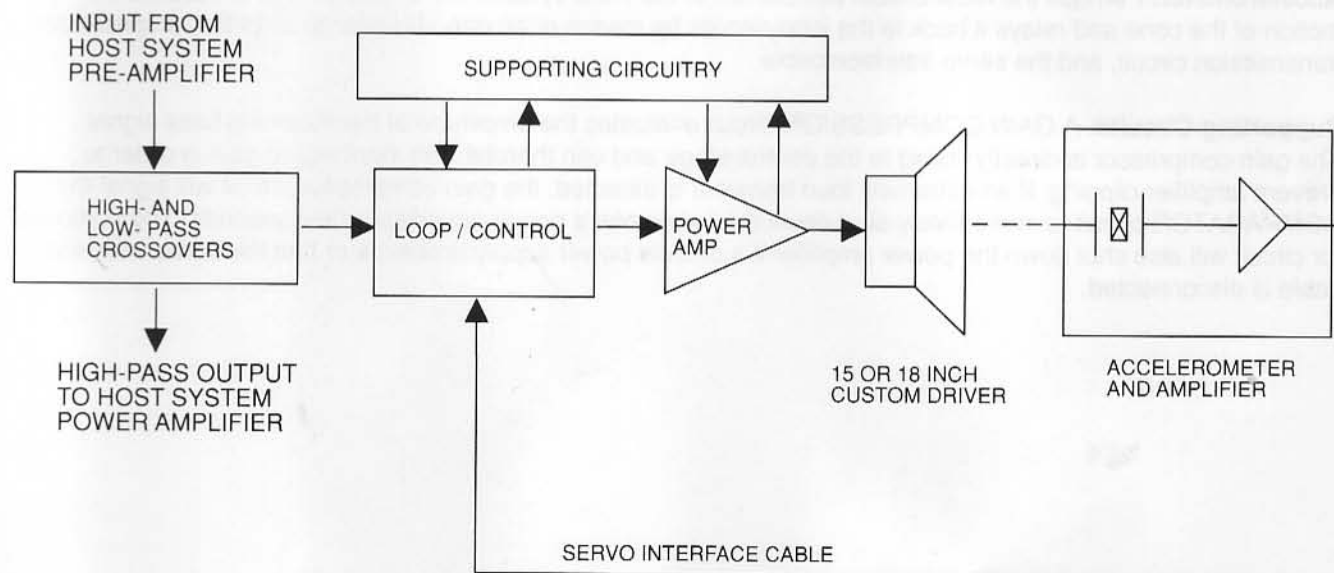 INPUT FROM
HOST SYSTEM
PRE-AMPLIFIER
SUPPORTING CIRCUITRY
HIGH- AND
LOW- PASS
CROSSOVERS
LOOP / CONTROL
POWER
AMP.
HIGH-PASS OUTPUT
TO HOST SYSTEM
POWER AMPLIFIER
15 OR 18 INCH
CUSTOM DRIVER
ACCELEROMETER
AND AMPLIFIER
SERVO INTERFACE CABLE